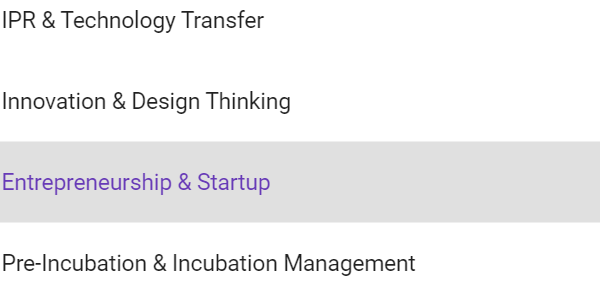 IPR & Technology Transfer
Innovation & Design Thinking
Entrepreneurship & Startup
Pre-Incubation & Incubation Management